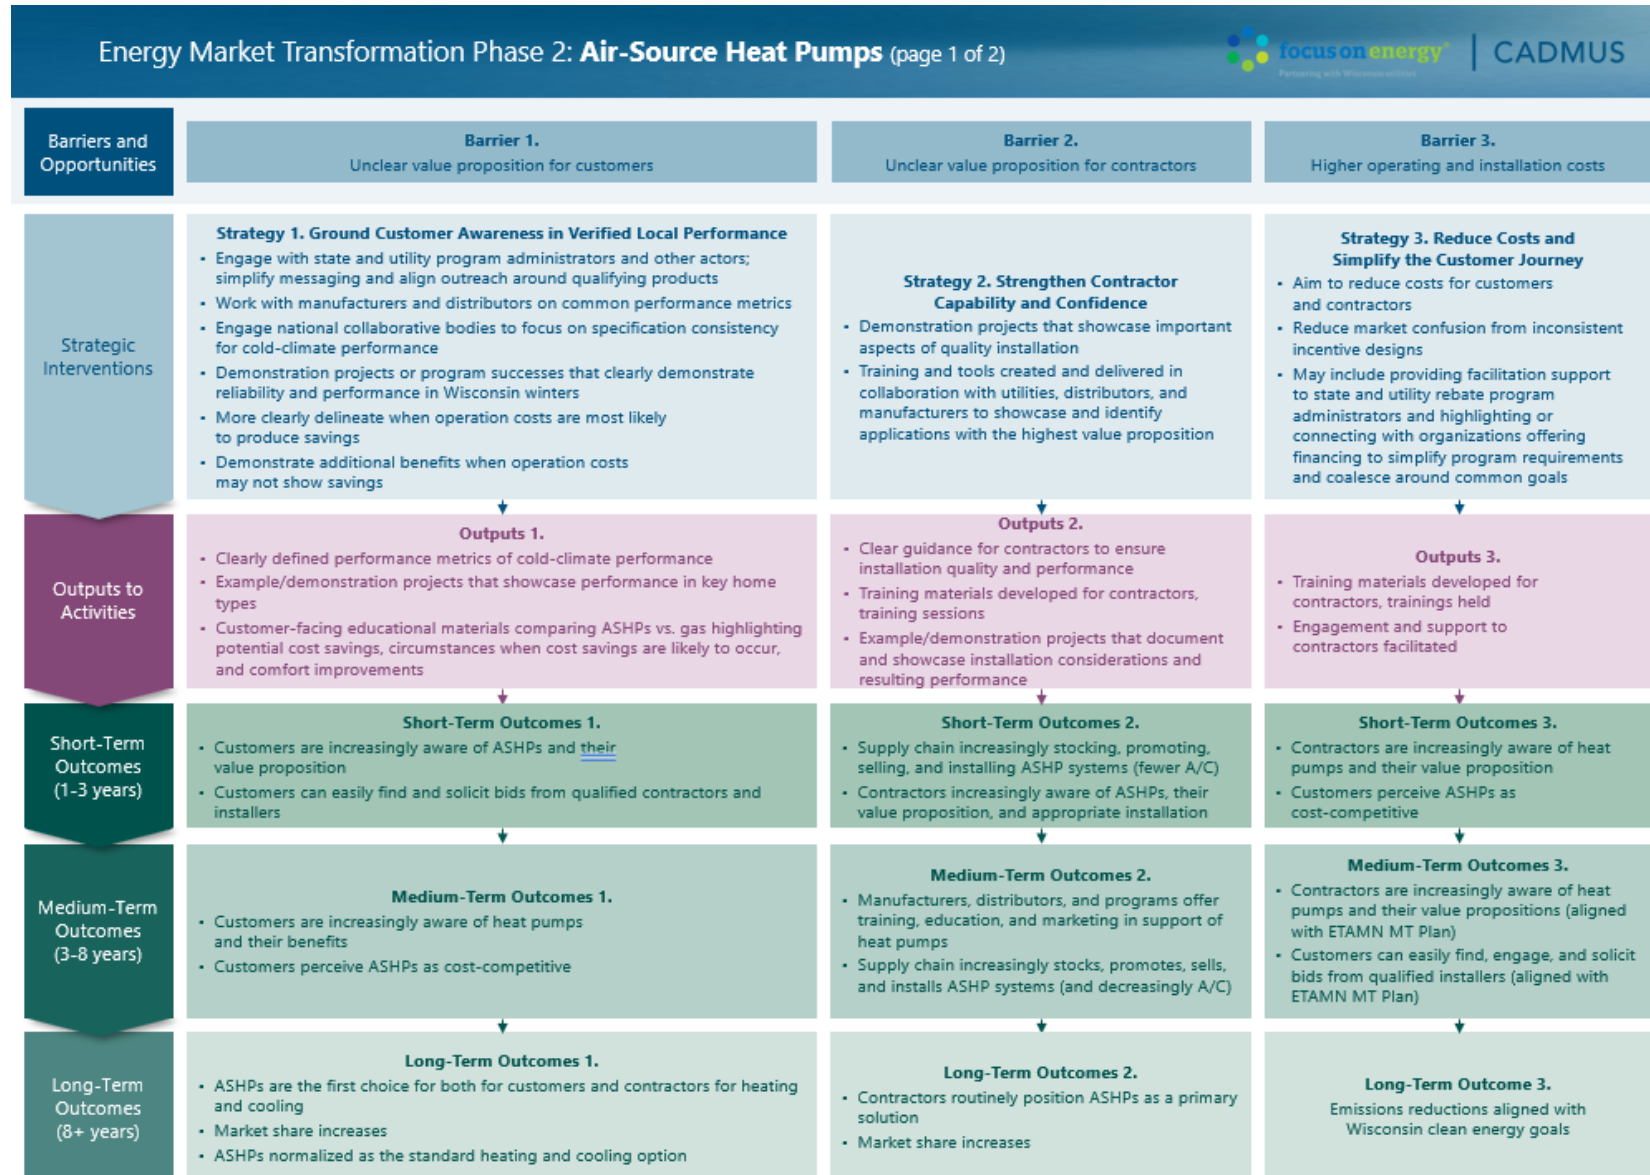 Energy Market Transformation Phase 2: Air-Source Heat Pumps (page 1 of 2)
focus on energy®
Partnering with Wisconsin utilities
CADMUS
Barriers and
Opportunities
Barrier 1.
Unclear value proposition for customers
Barrier 2.
Unclear value proposition for contractors
Barrier 3.
Higher operating and installation costs
Strategic
Interventions
Strategy 1. Ground Customer Awareness in Verified Local Performance
• Engage with state and utility program administrators and other actors;
simplify messaging and align outreach around qualifying products
• Work with manufacturers and distributors on common performance metrics
• Engage national collaborative bodies to focus on specification consistency
for cold-climate performance
• Demonstration projects or program successes that clearly demonstrate
reliability and performance in Wisconsin winters
• More clearly delineate when operation costs are most likely
to produce savings
• Demonstrate additional benefits when operation costs
may not show savings
Strategy 2. Strengthen Contractor
Capability and Confidence
• Demonstration projects that showcase important
aspects of quality installation
• Training and tools created and delivered in
collaboration with utilities, distributors, and
manufacturers to showcase and identify
applications with the highest value proposition
Strategy 3. Reduce Costs and
Simplify the Customer Journey
• Aim to reduce costs for customers
and contractors
• Reduce market confusion from inconsistent
incentive designs
• May include providing facilitation support
to state and utility rebate program
administrators and highlighting or
connecting with organizations offering
financing to simplify program requirements
and coalesce around common goals
Outputs to
Activities
Outputs 1.
• Clearly defined performance metrics of cold-climate performance
• Example/demonstration projects that showcase performance in key home
types
• Customer-facing educational materials comparing ASHPs vs. gas highlighting
potential cost savings, circumstances when cost savings are likely to occur,
and comfort improvements
Outputs 2.
• Clear guidance for contractors to ensure
installation quality and performance
• Training materials developed for contractors,
training sessions
• Example/demonstration projects that document
and showcase installation considerations and
resulting performance
Outputs 3.
• Training materials developed for
contractors, trainings held
• Engagement and support to
contractors facilitated
Short-Term
Outcomes
(1-3 years)
Short-Term Outcomes 1.
• Customers are increasingly aware of ASHPs and their
value proposition
• Customers can easily find and solicit bids from qualified contractors and
installers
Short-Term Outcomes 2.
• Supply chain increasingly stocking, promoting,
selling, and installing ASHP systems (fewer A/C)
• Contractors increasingly aware of ASHPs, their
value proposition, and appropriate installation
Short-Term Outcomes 3.
• Contractors are increasingly aware of heat
pumps and their value proposition
• Customers perceive ASHPs as
cost-competitive
Medium-Term
Outcomes
(3-8 years)
Medium-Term Outcomes 1.
• Customers are increasingly aware of heat pumps
and their benefits
• Customers perceive ASHPs as cost-competitive
Medium-Term Outcomes 2.
• Manufacturers, distributors, and programs offer
training, education, and marketing in support of
heat pumps
• Supply chain increasingly stocks, promotes, sells,
and installs ASHP systems (and decreasingly A/C)
Medium-Term Outcomes 3.
• Contractors are increasingly aware of heat
pumps and their value propositions (aligned
with ETAMN MT Plan)
• Customers can easily find, engage, and solicit
bids from qualified installers (aligned with
ETAMN MT Plan)
Long-Term
Outcomes
(8+ years)
Long-Term Outcomes 1.
• ASHPs are the first choice for both for customers and contractors for heating
and cooling
• Market share increases
• ASHPs normalized as the standard heating and cooling option
Long-Term Outcomes 2.
• Contractors routinely position ASHPs as a primary
solution
• Market share increases
Long-Term Outcome 3.
Emissions reductions aligned with
Wisconsin clean energy goals